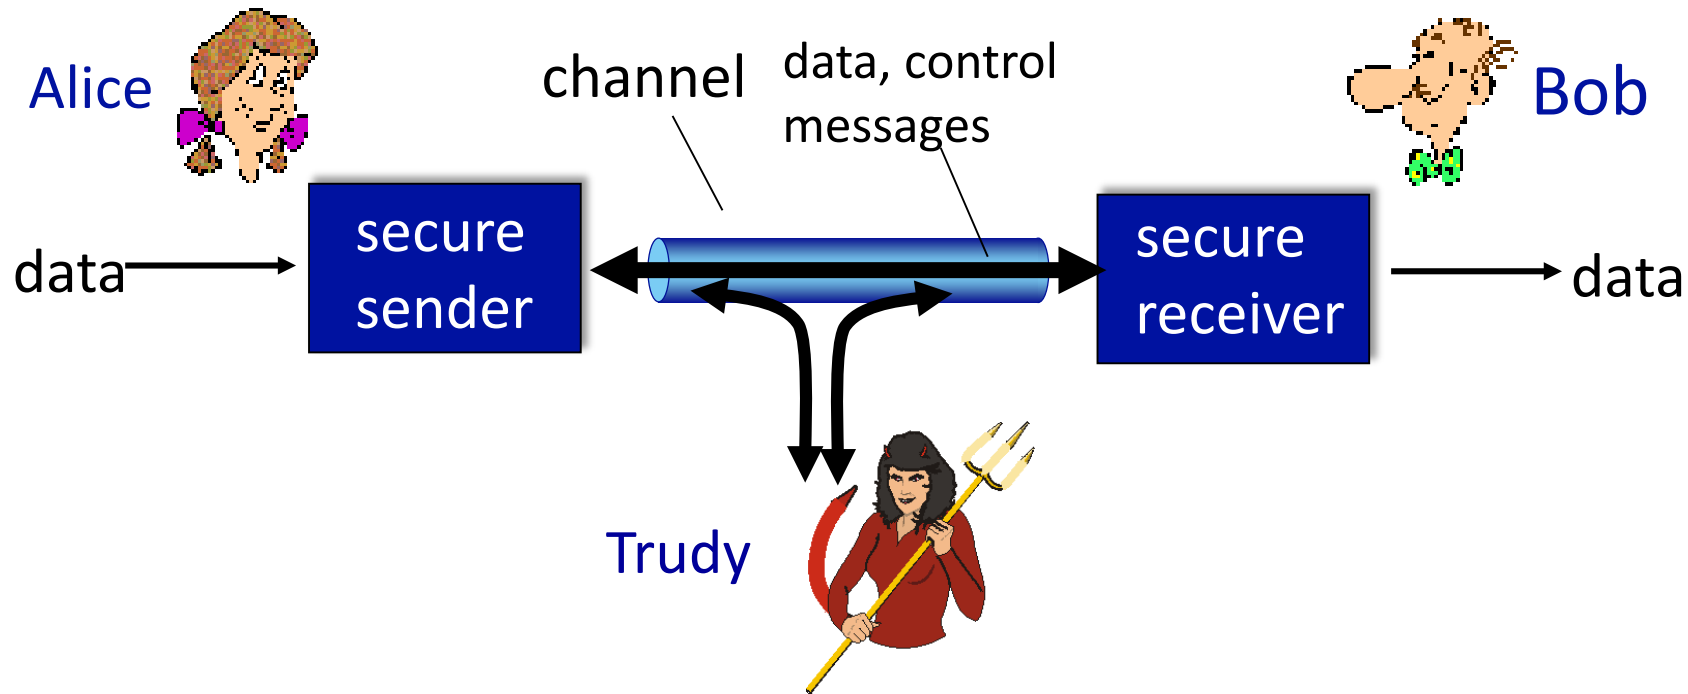 Alice
channel
data, control
messages
Bob
data
secure
sender
secure
receiver
data
Trudy